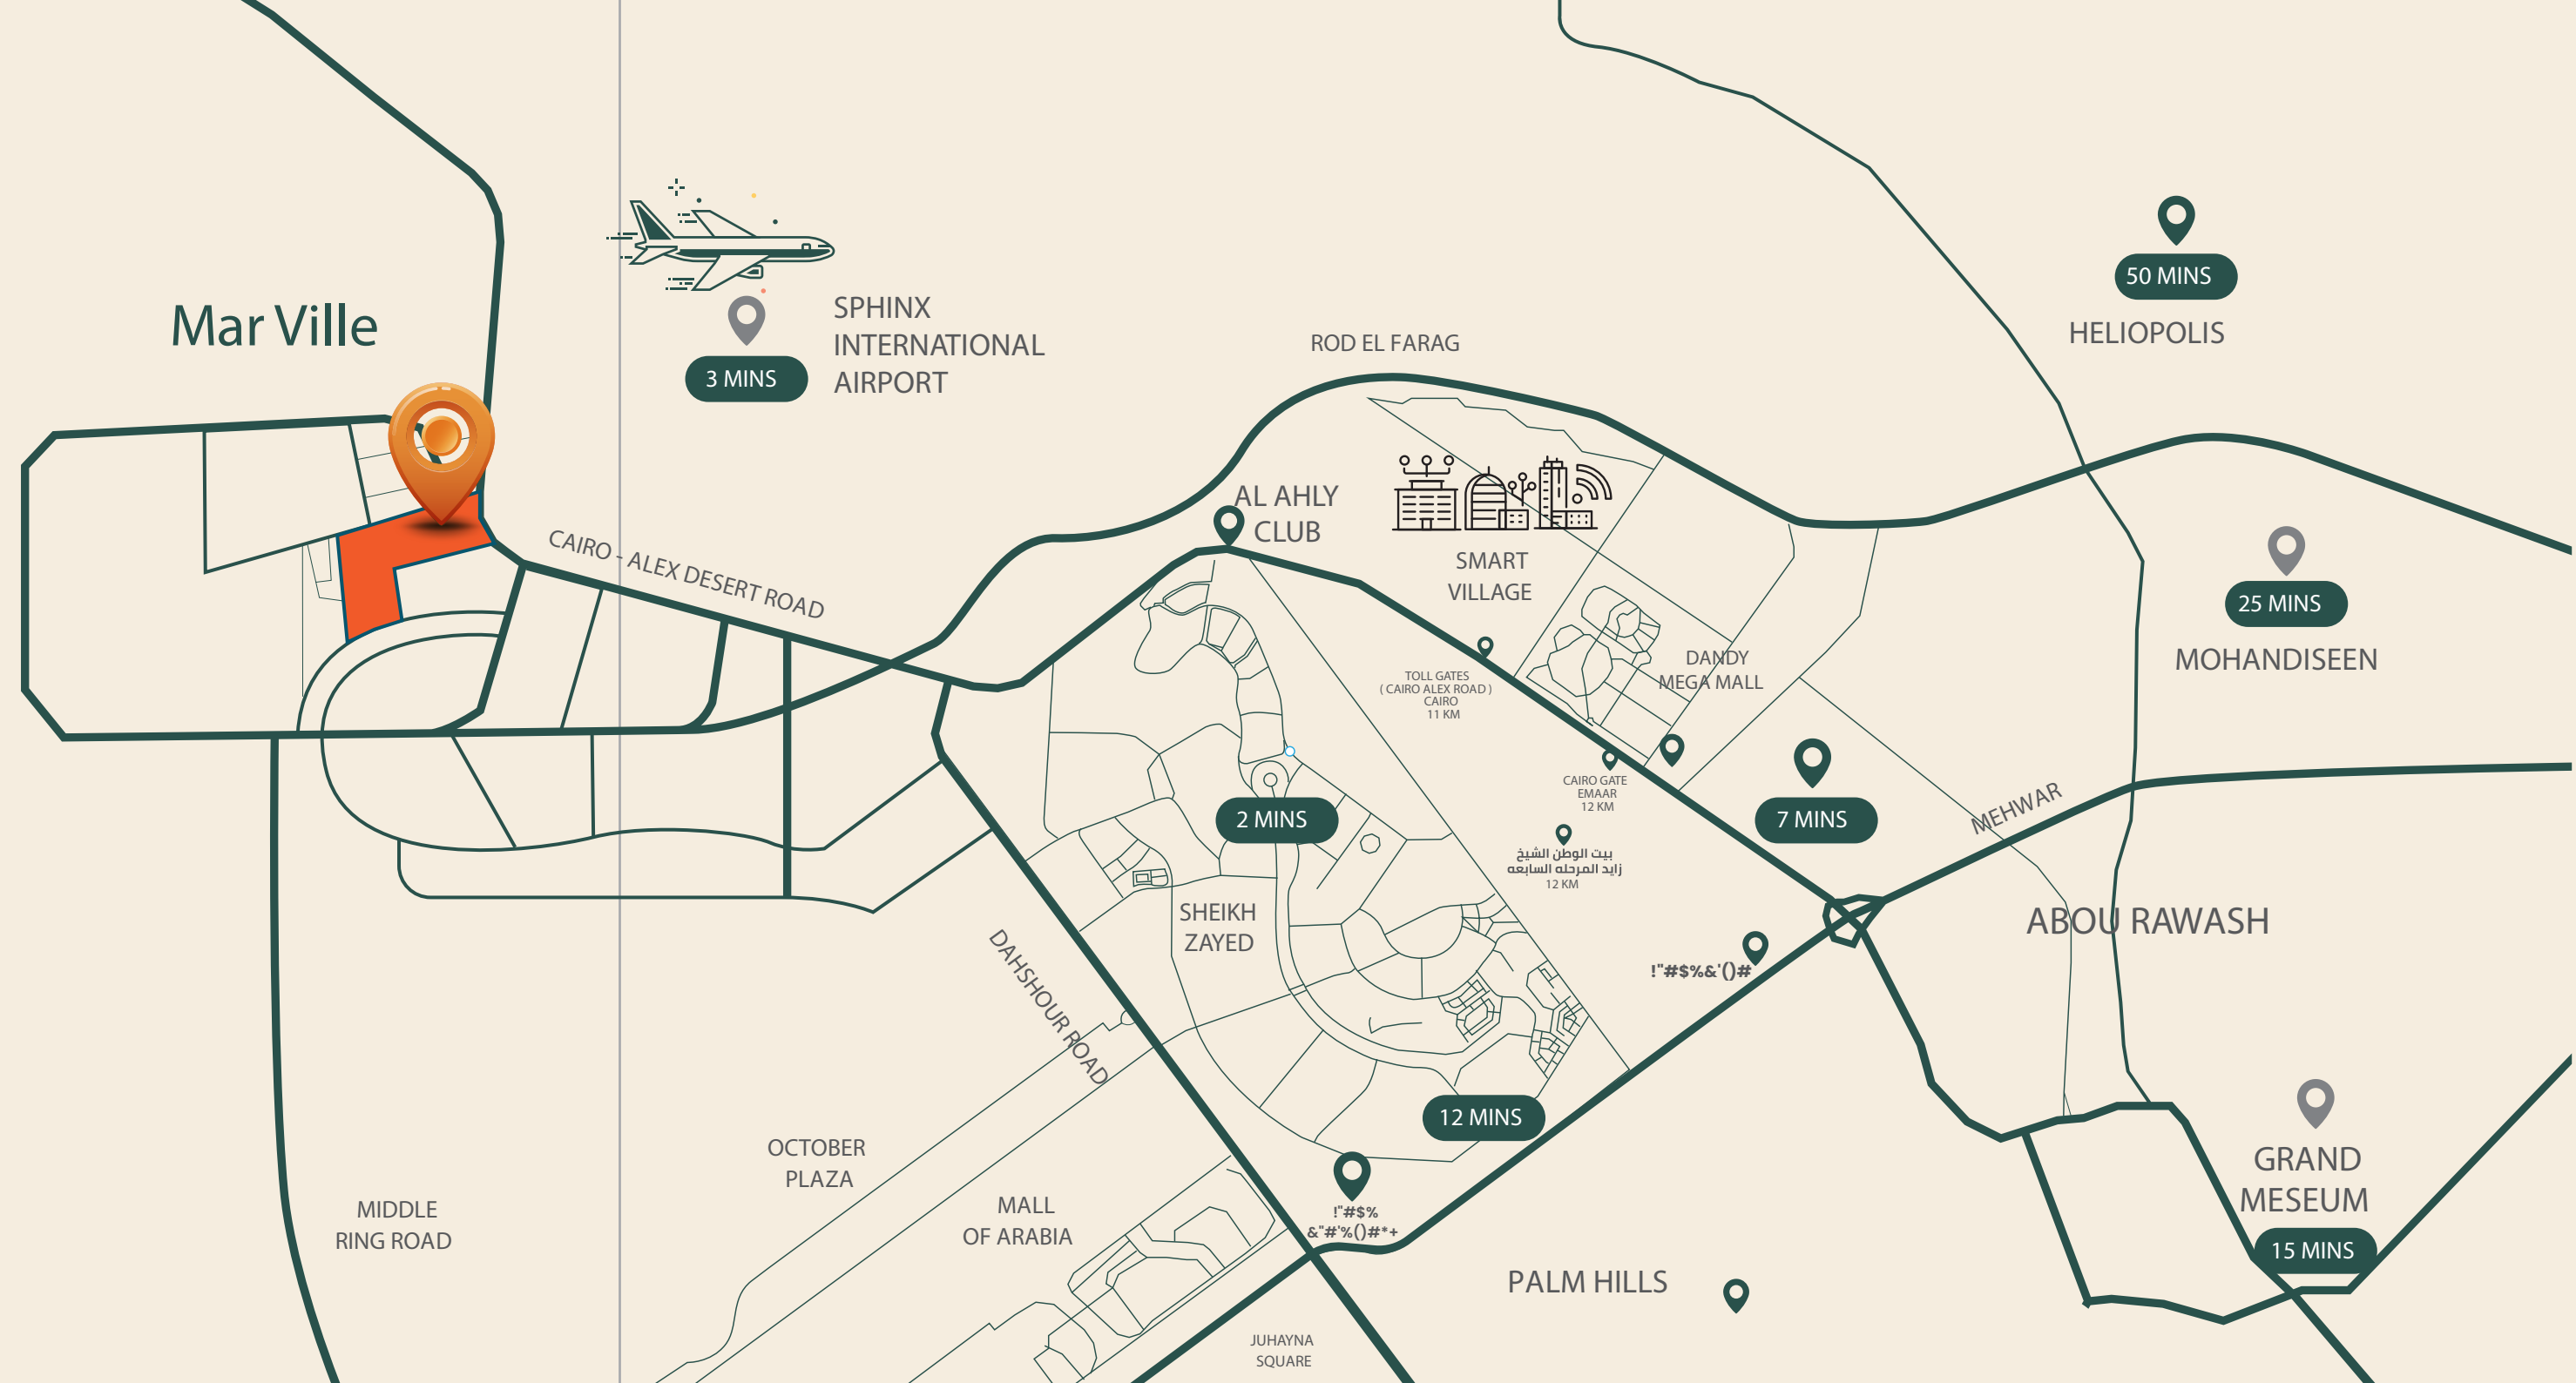 Mar Ville
SPHINX
INTERNATIONAL
AIRPORT
3 MINS
50 MINS
HELIOPOLIS
ROD EL FARAG
AL AHLY
CLUB
CAIRO - ALEX DESERT ROAD
SMART
VILLAGE
25 MINS
MOHANDISEEN
TOLL GATES
( CAIRO ALEX ROAD )
CAIRO
11 KM
DANDY
MEGA MALL
CAIRO GATE
EMAAR
12 KM
2 MINS
7 MINS
MEHWAR
بيت الوطن الشيخ
زايد المرحله السابعه
12 KM
SHEIKH
ZAYED
ABOU RAWASH
!"#$%&'()#
DAHSHOUR ROAD
12 MINS
OCTOBER
PLAZA
MIDDLE
RING ROAD
MALL
OF ARABIA
!"#$%
&"#'%()#*+
GRAND
MESEUM
15 MINS
PALM HILLS
JUHAYNA
SQUARE